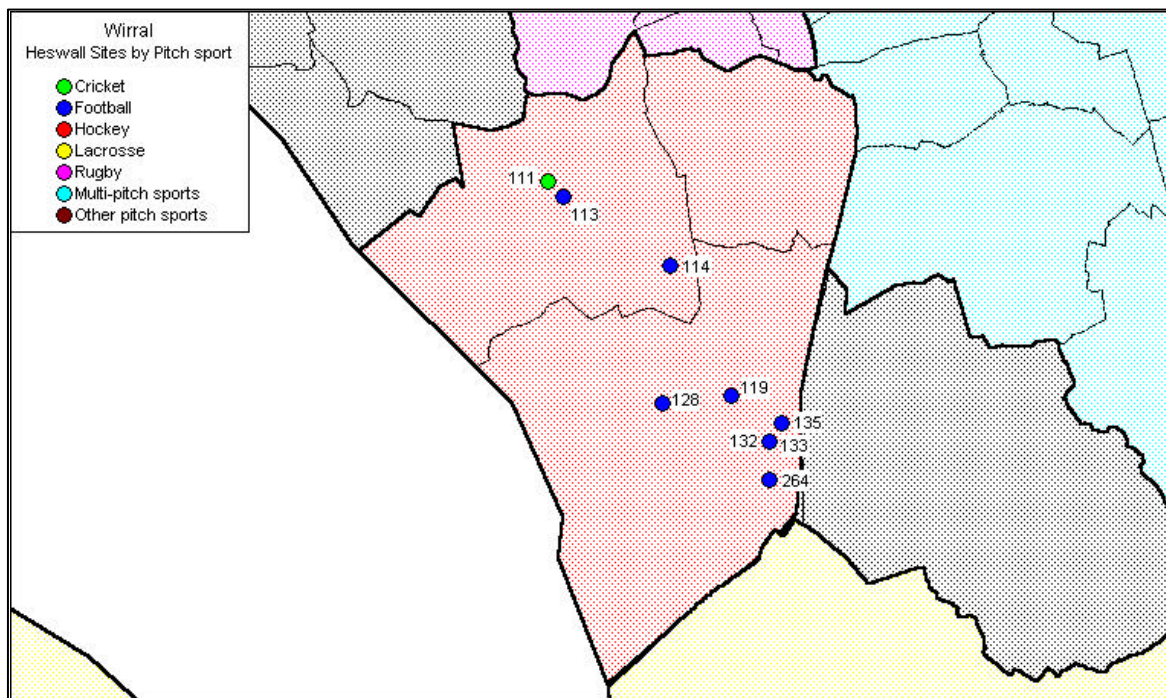 Wirral
Heswall Sites by Pitch sport
Cricket
Football
Hockey
Lacrosse
Rugby
Multi-pitch sports
Other pitch sports
111
113
114
128
119
135
132
133
264